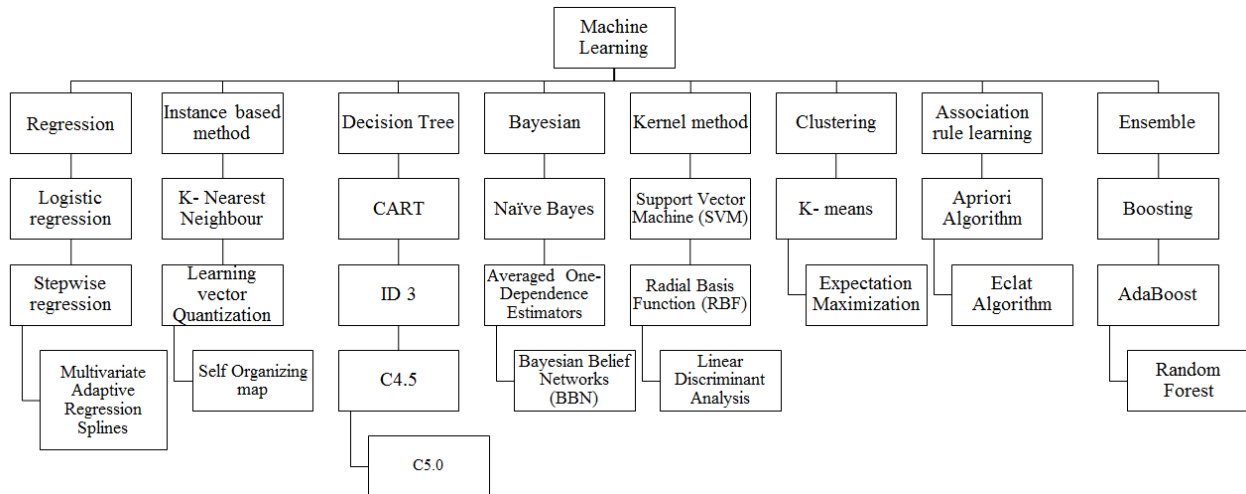 Machine
Learning
Regression
Instance based
method
Decision Tree
Bayesian
Kernel method
Clustering
Association
rule learning
Ensemble
Logistic
regression
K- Nearest
Neighbour
CART
Naïve Bayes
Support Vector
Machine (SVM)
K- means
Apriori
Algorithm
Boosting
Stepwise
regression
Learning
vector
Quantization
ID 3
Averaged One-
Dependence
Estimators
Radial Basis
Function (RBF)
Expectation
Maximization
Eclat
Algorithm
AdaBoost
Multivariate
Adaptive
Regression
Splines
Self Organizing
map
C4.5
Bayesian Belief
Networks
(BBN)
Linear
Discriminant
Analysis
Random
Forest
C5.0